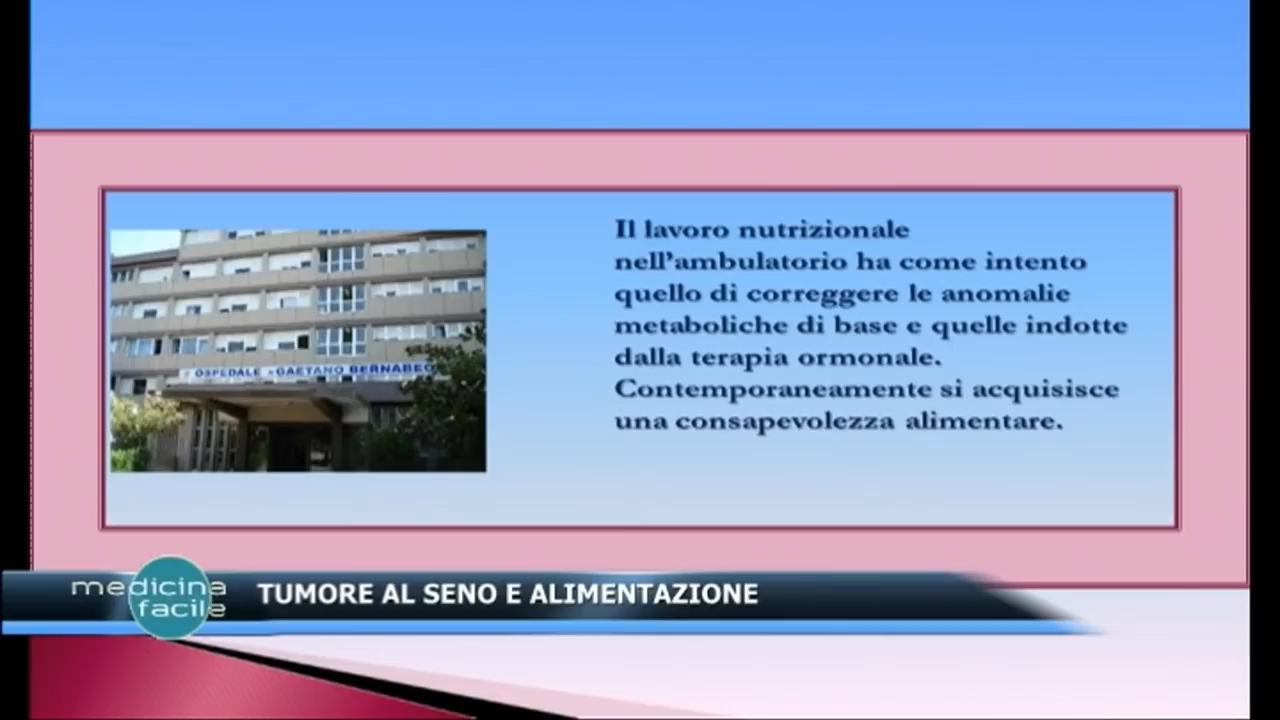 Il lavoro nutrizionale
nell'ambulatorio ha come intento
quello di correggere le anomalie
metaboliche di base e quelle indotte
dalla terapia ormonale.
Contemporaneamente si acquisisce
una consapevolezza alimentare.
OSPEDALE «GAETANO BERNABEO
medicina
facile
TUMORE AL SENO E ALIMENTAZIONE